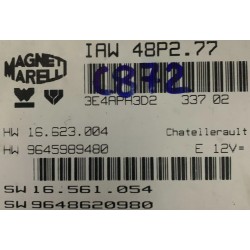 MAGNETI
MARELLI
IAW 48P2.77
C872
3E4APA3D2 337 02
HW 16.623.004 Chatellerault
HW 9645989480 E 12V=
SW 16.561.054
SW 9648620980